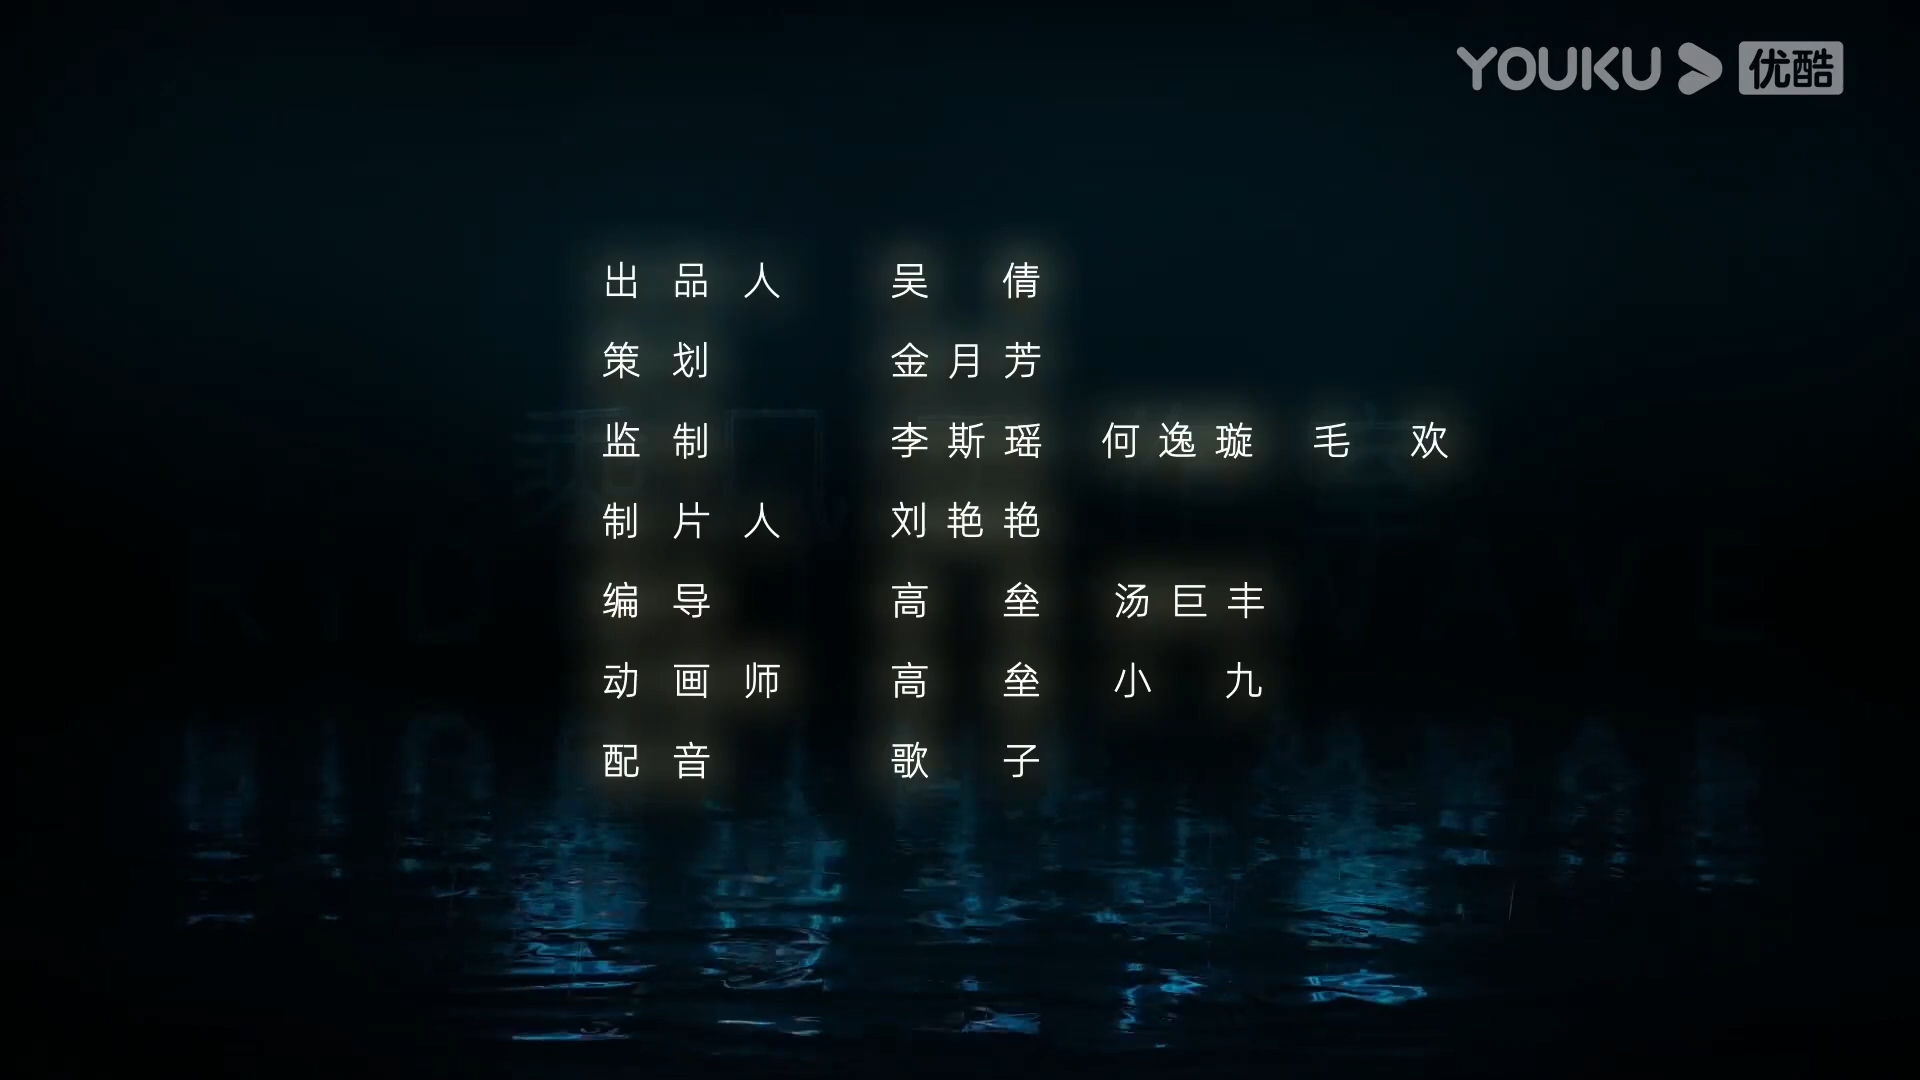 YOUKU 优酷
出品人 吴倩
策划 金月芳
监制 李斯瑶 何逸璇 毛欢
制片人 刘艳艳
编导 高垒 汤巨丰
动画师 高垒 小九
配音 歌子